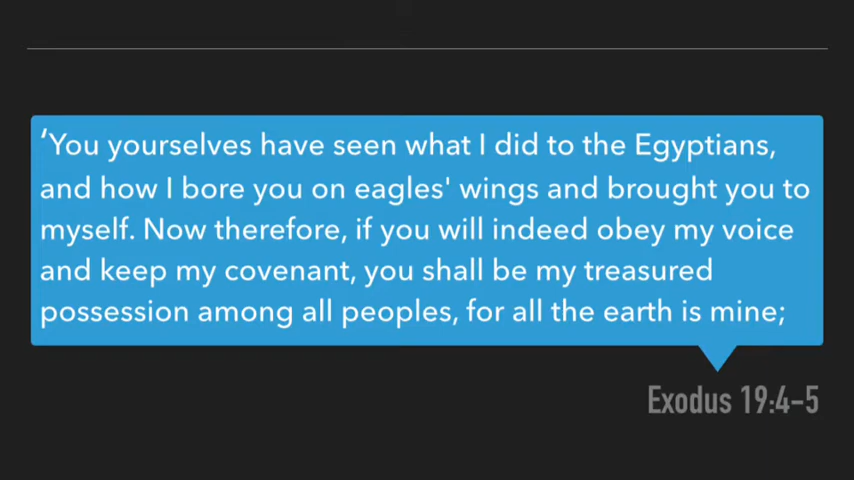 ‘You yourselves have seen what I did to the Egyptians,
and how I bore you on eagles' wings and brought you to
myself. Now therefore, if you will indeed obey my voice
and keep my covenant, you shall be my treasured
possession among all peoples, for all the earth is mine;
Exodus 19:4–5